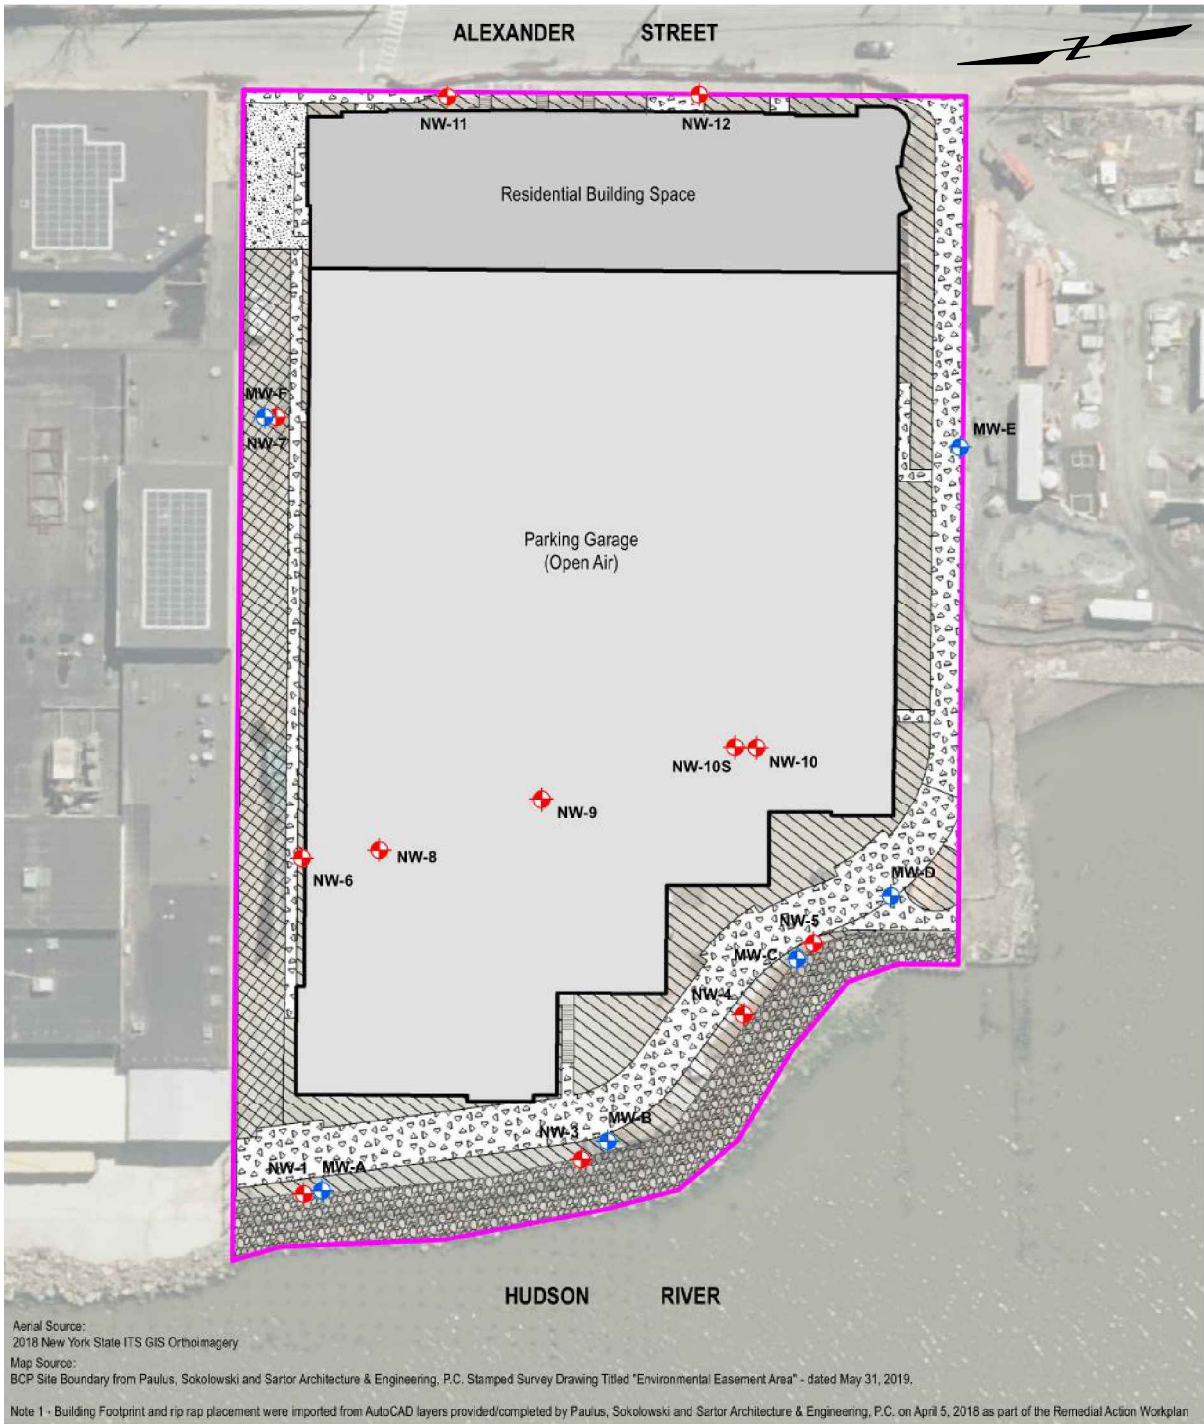 ALEXANDER STREET
N
NW-11
NW-12
Residential Building Space
MW-F
NW-7
MW-E
Parking Garage
(Open Air)
NW-10S
NW-10
NW-9
NW-8
NW-6
MW-D
NW-5
MW-C
NW-4
MW-B
NW-3
NW-1
MW-A
HUDSON RIVER
Aerial Source:
2018 New York State ITS GIS Orthoimagery
Map Source:
BCP Site Boundary from Paulus, Sokolowski and Sartor Architecture & Engineering, P.C. Stamped Survey Drawing Titled "Environmental Easement Area" - dated May 31, 2019.
Note 1 - Building Footprint and rip rap placement were imported from AutoCAD layers provided/completed by Paulus, Sokolowski and Sartor Architecture & Engineering, P.C. on April 5, 2018 as part of the Remedial Action Workplan